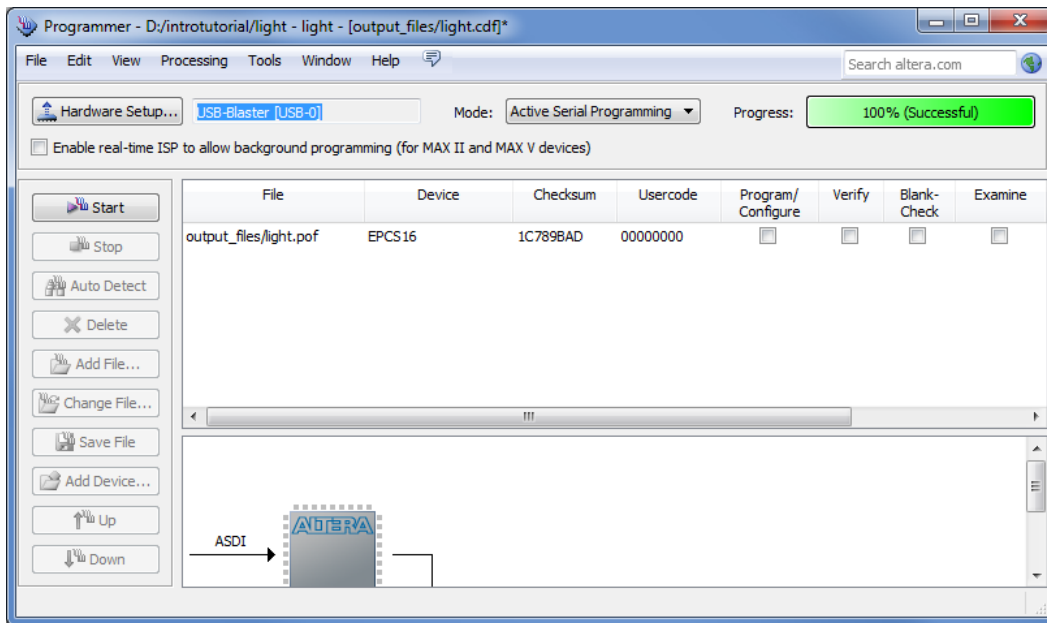 Programmer - D:/introtutorial/light - light - [output_files/light.cdf]*
File Edit View Processing Tools Window Help Search altera.com
Hardware Setup... USB-Blaster [USB-0] Mode: Active Serial Programming Progress: 100% (Successful)
Enable real-time ISP to allow background programming (for MAX II and MAX V devices)
Start
Stop
Auto Detect
Delete
Add File...
Change File...
Save File
Add Device...
Up
Down
File Device Checksum Usercode Program/Configure Verify Blank-Check Examine
output_files/light.pof EPCS16 1C789BAD 00000000
ALTERA
ASDI